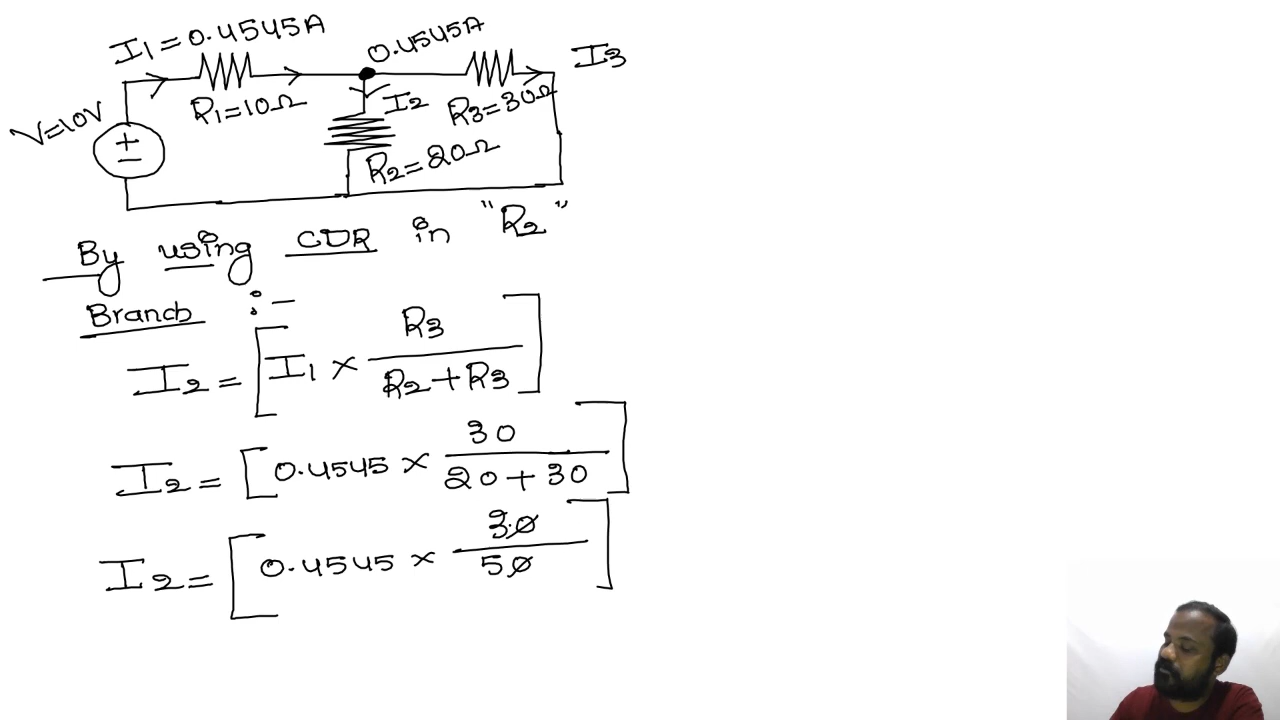 I1 = 0.4545A
0.4545A
I3
V=10V
R1=10Ω
I2
R3=30Ω
R2=20Ω
By using CDR in "R2"
Branch :-
I2 = [I1 × R3 / R2+R3]
I2 = [0.4545 × 30 / 20+30]
I2 = [0.4545 × 30 / 50]